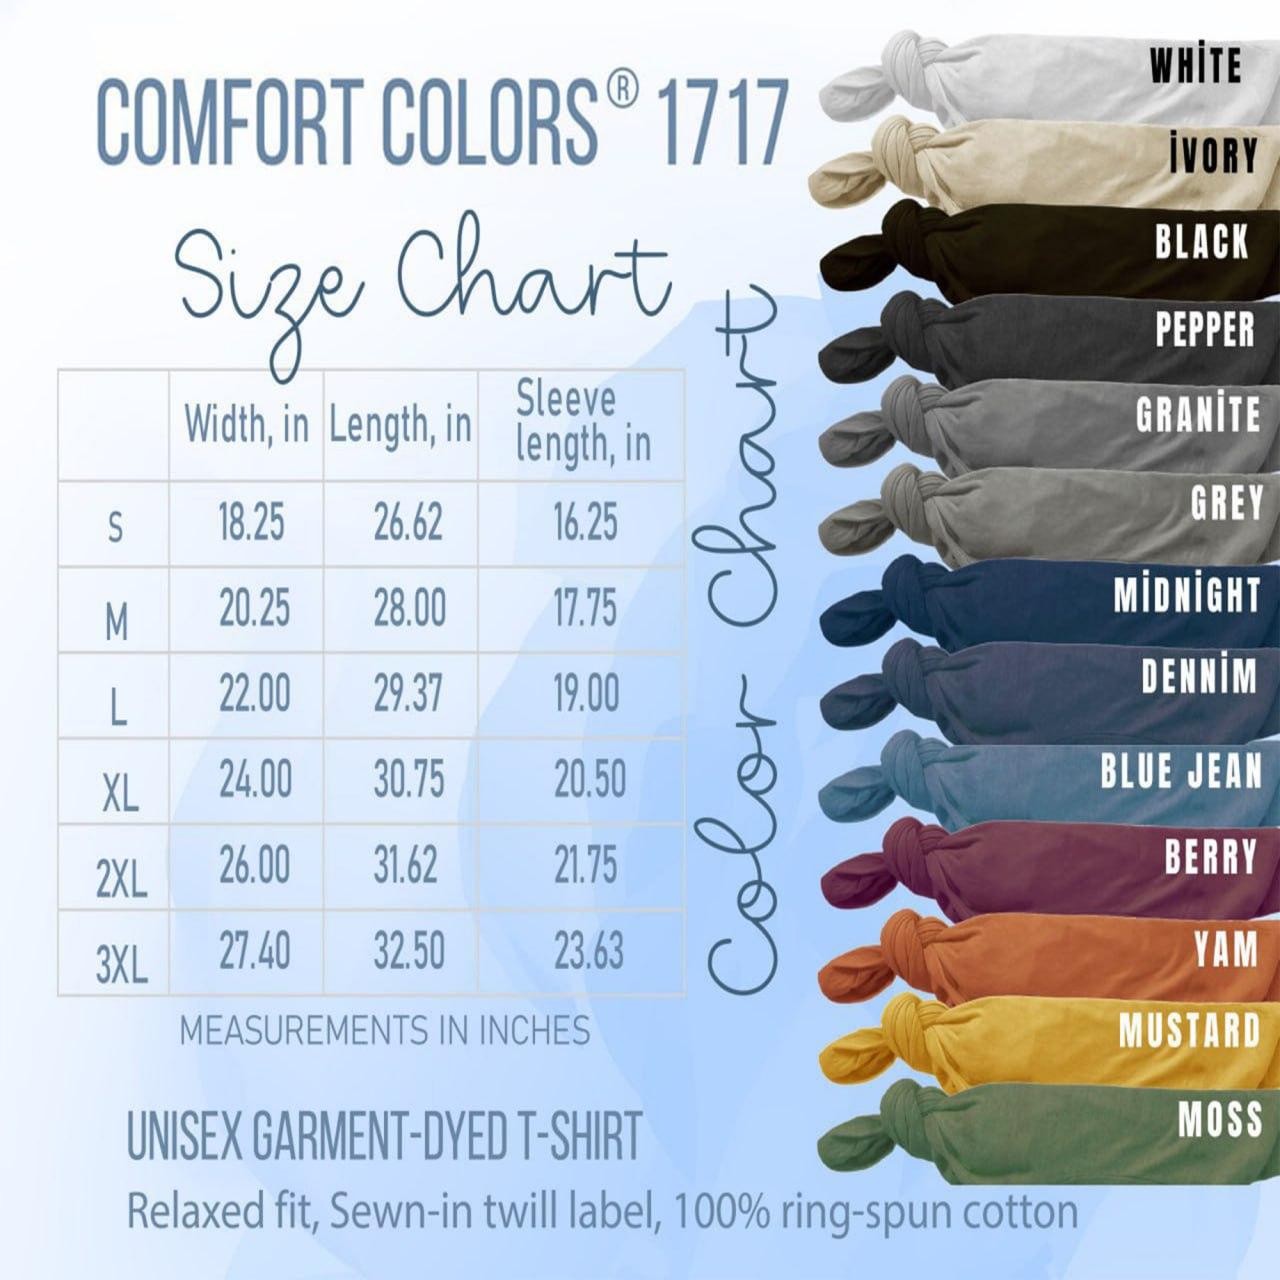 COMFORT COLORS® 1717
Size Chart
Width, in Length, in Sleeve length, in
S 18.25 26.62 16.25
M 20.25 28.00 17.75
L 22.00 29.37 19.00
XL 24.00 30.75 20.50
2XL 26.00 31.62 21.75
3XL 27.40 32.50 23.63
MEASUREMENTS IN INCHES
UNISEX GARMENT-DYED T-SHIRT
Relaxed fit, Sewn-in twill label, 100% ring-spun cotton
Color Chart
WHİTE
İVORY
BLACK
PEPPER
GRANİTE
GREY
MİDNİGHT
DENNİM
BLUE JEAN
BERRY
YAM
MUSTARD
MOSS